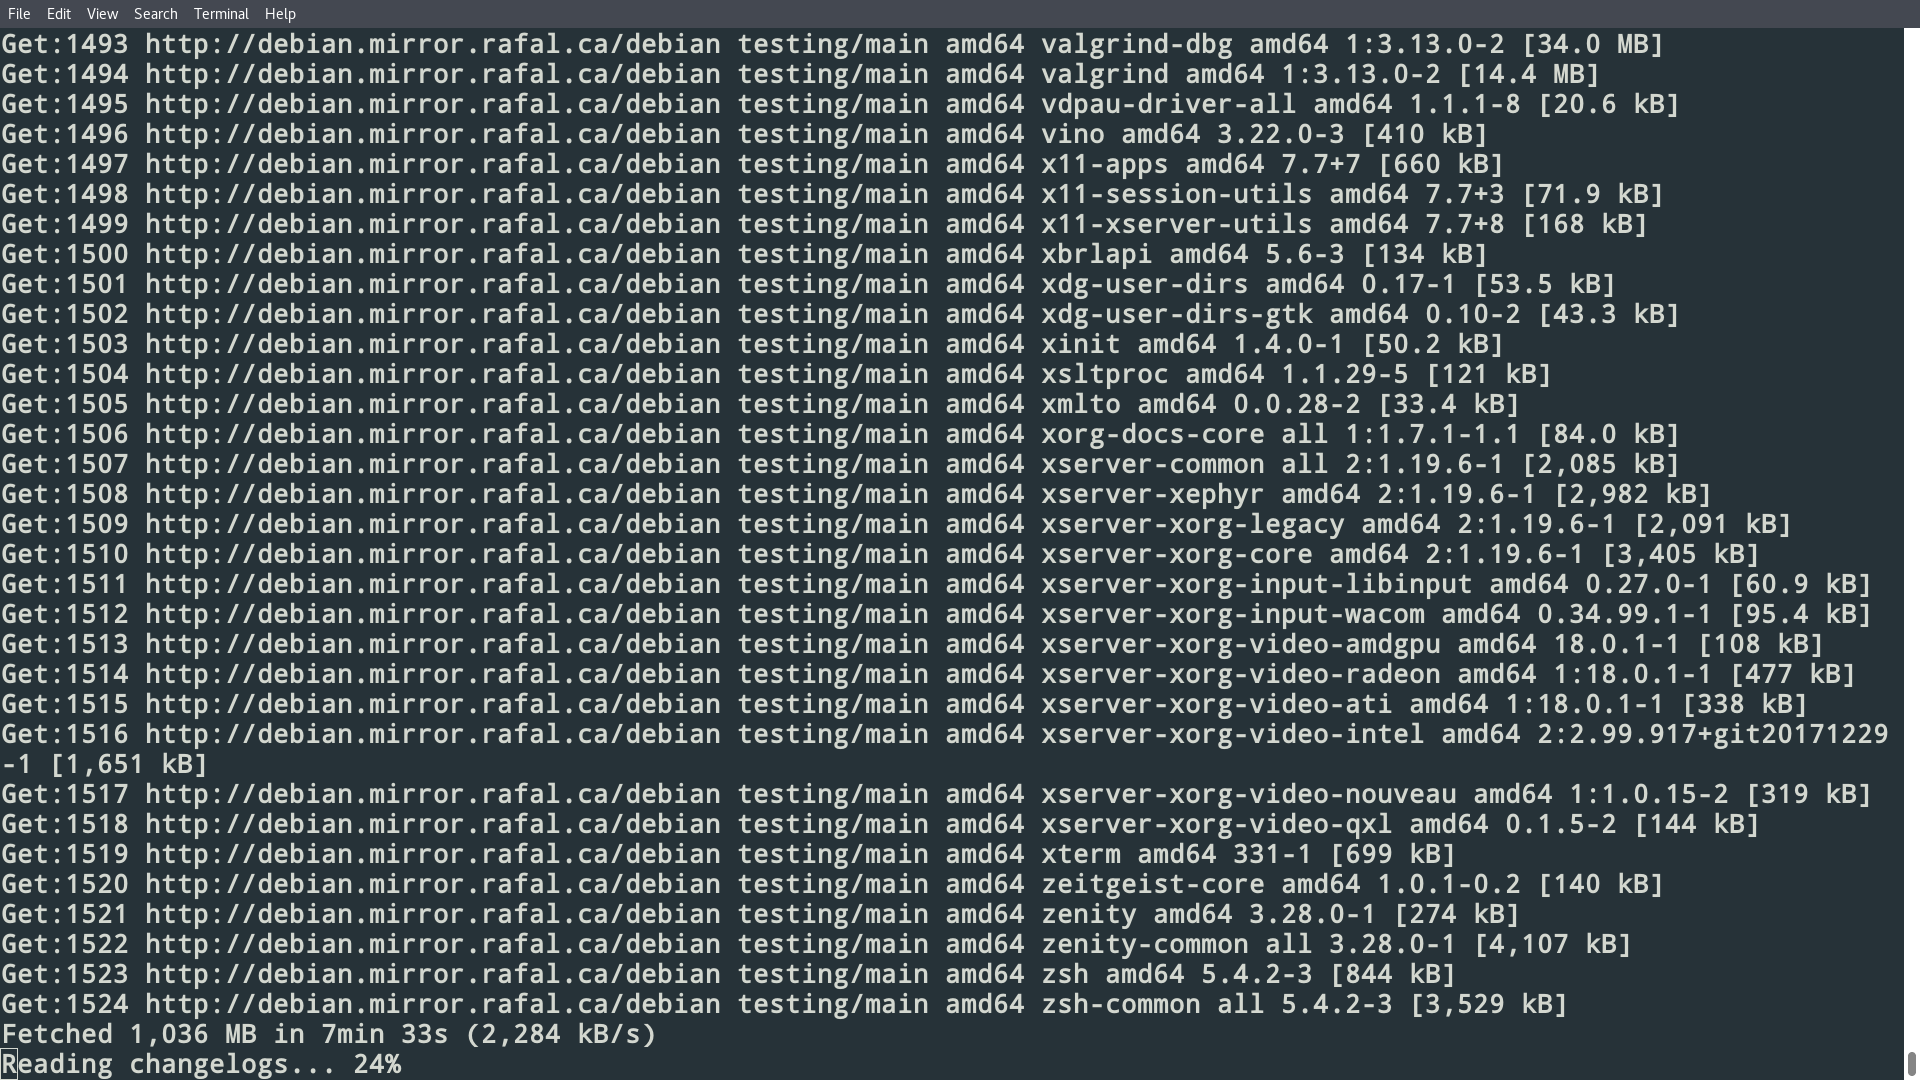 File Edit View Search Terminal Help
Get:1493 http://debian.mirror.rafal.ca/debian testing/main amd64 valgrind-dbg amd64 1:3.13.0-2 [34.0 MB]
Get:1494 http://debian.mirror.rafal.ca/debian testing/main amd64 valgrind amd64 1:3.13.0-2 [14.4 MB]
Get:1495 http://debian.mirror.rafal.ca/debian testing/main amd64 vdpau-driver-all amd64 1.1.1-8 [20.6 kB]
Get:1496 http://debian.mirror.rafal.ca/debian testing/main amd64 vino amd64 3.22.0-3 [410 kB]
Get:1497 http://debian.mirror.rafal.ca/debian testing/main amd64 x11-apps amd64 7.7+7 [660 kB]
Get:1498 http://debian.mirror.rafal.ca/debian testing/main amd64 x11-session-utils amd64 7.7+3 [71.9 kB]
Get:1499 http://debian.mirror.rafal.ca/debian testing/main amd64 x11-xserver-utils amd64 7.7+8 [168 kB]
Get:1500 http://debian.mirror.rafal.ca/debian testing/main amd64 xbrlapi amd64 5.6-3 [134 kB]
Get:1501 http://debian.mirror.rafal.ca/debian testing/main amd64 xdg-user-dirs amd64 0.17-1 [53.5 kB]
Get:1502 http://debian.mirror.rafal.ca/debian testing/main amd64 xdg-user-dirs-gtk amd64 0.10-2 [43.3 kB]
Get:1503 http://debian.mirror.rafal.ca/debian testing/main amd64 xinit amd64 1.4.0-1 [50.2 kB]
Get:1504 http://debian.mirror.rafal.ca/debian testing/main amd64 xsltproc amd64 1.1.29-5 [121 kB]
Get:1505 http://debian.mirror.rafal.ca/debian testing/main amd64 xmlto amd64 0.0.28-2 [33.4 kB]
Get:1506 http://debian.mirror.rafal.ca/debian testing/main amd64 xorg-docs-core all 1:1.7.1-1.1 [84.0 kB]
Get:1507 http://debian.mirror.rafal.ca/debian testing/main amd64 xserver-common all 2:1.19.6-1 [2,085 kB]
Get:1508 http://debian.mirror.rafal.ca/debian testing/main amd64 xserver-xephyr amd64 2:1.19.6-1 [2,982 kB]
Get:1509 http://debian.mirror.rafal.ca/debian testing/main amd64 xserver-xorg-legacy amd64 2:1.19.6-1 [2,091 kB]
Get:1510 http://debian.mirror.rafal.ca/debian testing/main amd64 xserver-xorg-core amd64 2:1.19.6-1 [3,405 kB]
Get:1511 http://debian.mirror.rafal.ca/debian testing/main amd64 xserver-xorg-input-libinput amd64 0.27.0-1 [60.9 kB]
Get:1512 http://debian.mirror.rafal.ca/debian testing/main amd64 xserver-xorg-input-wacom amd64 0.34.99.1-1 [95.4 kB]
Get:1513 http://debian.mirror.rafal.ca/debian testing/main amd64 xserver-xorg-video-amdgpu amd64 18.0.1-1 [108 kB]
Get:1514 http://debian.mirror.rafal.ca/debian testing/main amd64 xserver-xorg-video-radeon amd64 1:18.0.1-1 [477 kB]
Get:1515 http://debian.mirror.rafal.ca/debian testing/main amd64 xserver-xorg-video-ati amd64 1:18.0.1-1 [338 kB]
Get:1516 http://debian.mirror.rafal.ca/debian testing/main amd64 xserver-xorg-video-intel amd64 2:2.99.917+git20171229
-1 [1,651 kB]
Get:1517 http://debian.mirror.rafal.ca/debian testing/main amd64 xserver-xorg-video-nouveau amd64 1:1.0.15-2 [319 kB]
Get:1518 http://debian.mirror.rafal.ca/debian testing/main amd64 xserver-xorg-video-qxl amd64 0.1.5-2 [144 kB]
Get:1519 http://debian.mirror.rafal.ca/debian testing/main amd64 xterm amd64 331-1 [699 kB]
Get:1520 http://debian.mirror.rafal.ca/debian testing/main amd64 zeitgeist-core amd64 1.0.1-0.2 [140 kB]
Get:1521 http://debian.mirror.rafal.ca/debian testing/main amd64 zenity amd64 3.28.0-1 [274 kB]
Get:1522 http://debian.mirror.rafal.ca/debian testing/main amd64 zenity-common all 3.28.0-1 [4,107 kB]
Get:1523 http://debian.mirror.rafal.ca/debian testing/main amd64 zsh amd64 5.4.2-3 [844 kB]
Get:1524 http://debian.mirror.rafal.ca/debian testing/main amd64 zsh-common all 5.4.2-3 [3,529 kB]
Fetched 1,036 MB in 7min 33s (2,284 kB/s)
Reading changelogs... 24%